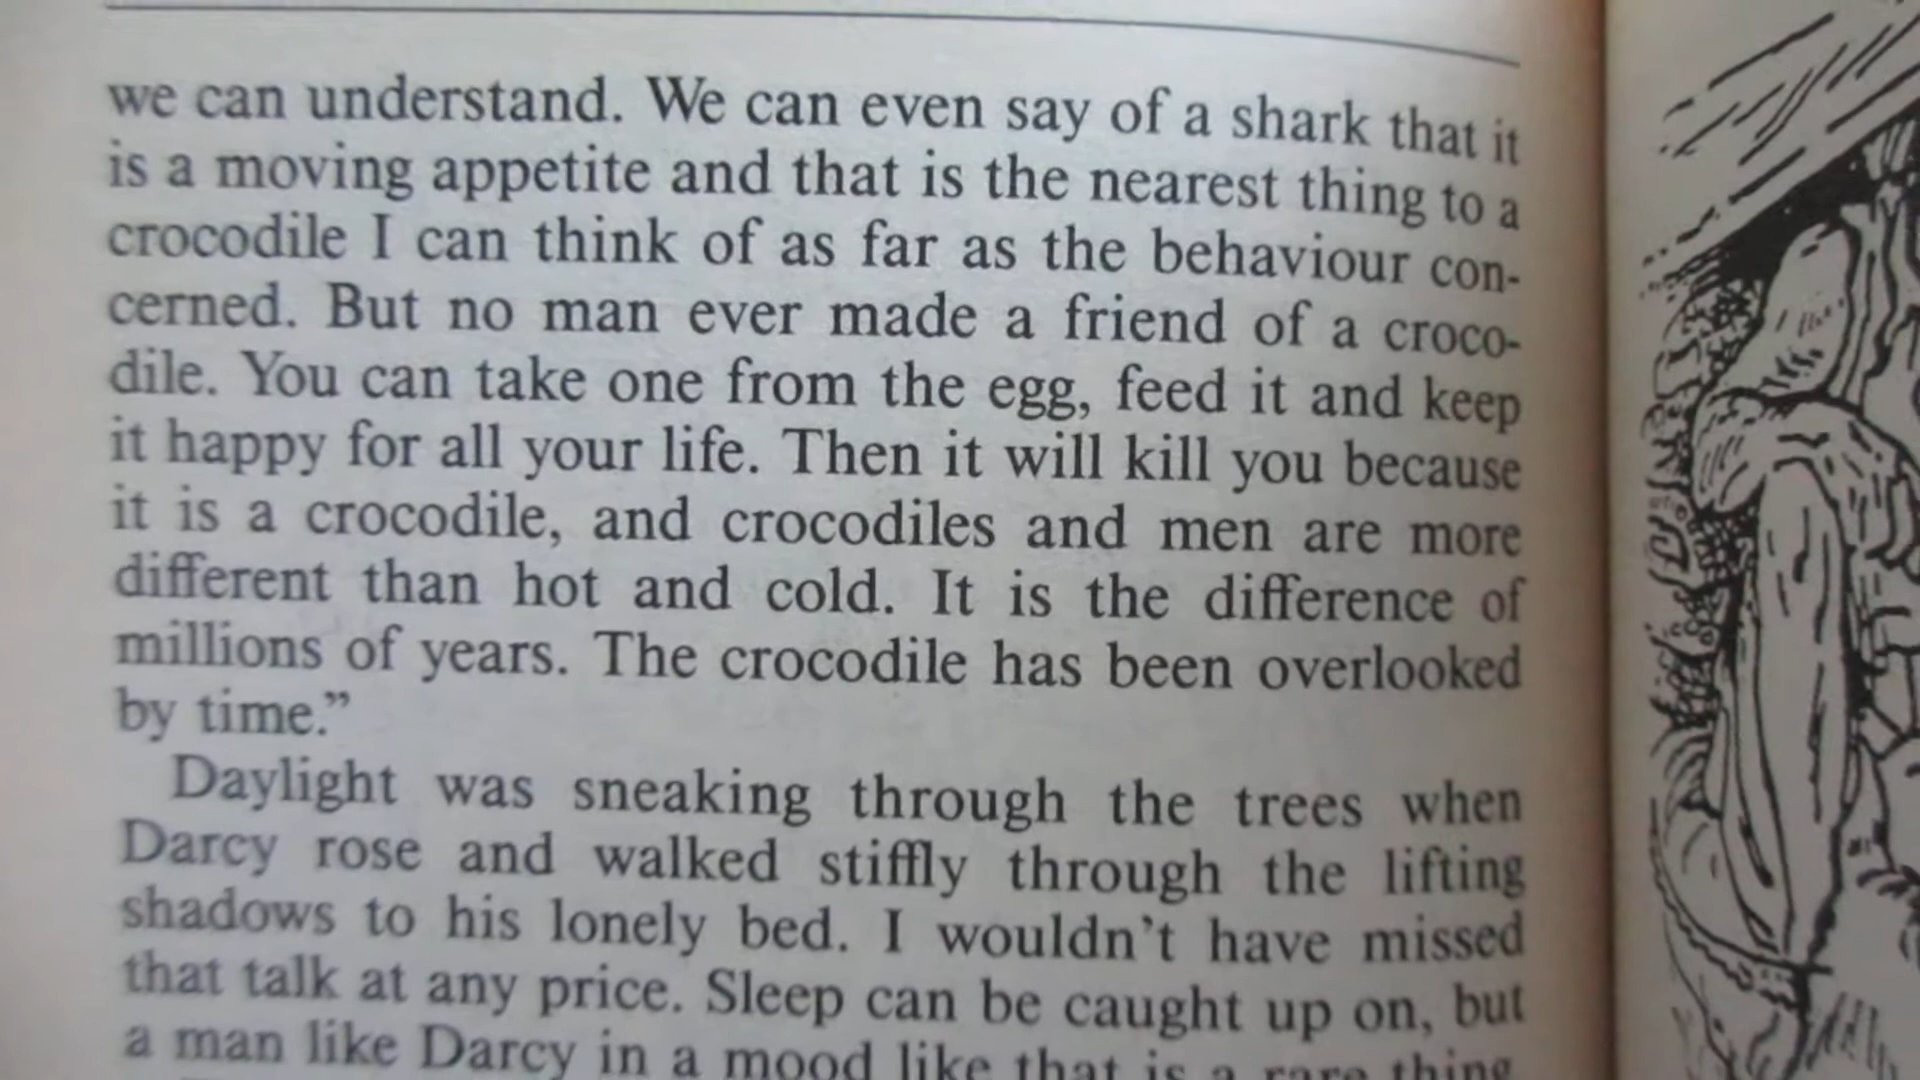 we can understand. We can even say of a shark that it
is a moving appetite and that is the nearest thing to a
crocodile I can think of as far as the behaviour con-
cerned. But no man ever made a friend of a croco-
dile. You can take one from the egg, feed it and keep
it happy for all your life. Then it will kill you because
it is a crocodile, and crocodiles and men are more
different than hot and cold. It is the difference of
millions of years. The crocodile has been overlooked
by time.”
Daylight was sneaking through the trees when
Darcy rose and walked stiffly through the lifting
shadows to his lonely bed. I wouldn’t have missed
that talk at any price. Sleep can be caught up on, but
a man like Darcy in a mood like that is a rare thing